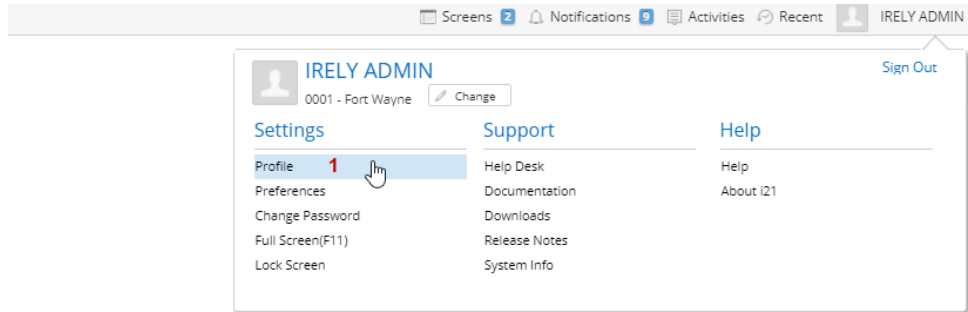 Screens 2 Notifications 9 Activities Recent IRELY ADMIN
IRELY ADMIN Sign Out
0001 - Fort Wayne Change
Settings Support Help
Profile 1 Help Desk Help
Preferences Documentation About i21
Change Password Downloads
Full Screen(F11) Release Notes
Lock Screen System Info